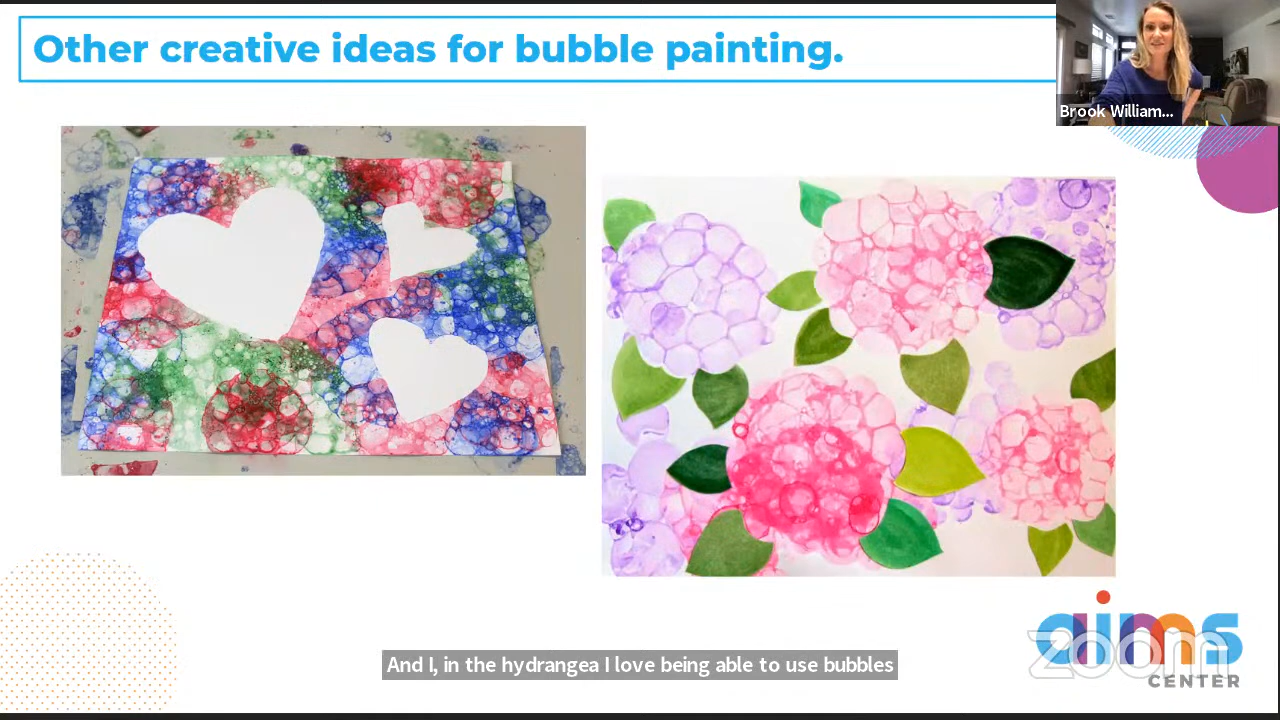 Other creative ideas for bubble painting.
Brook William...
And I, in the hydrangea I love being able to use bubbles
aims
zoom
CENTER